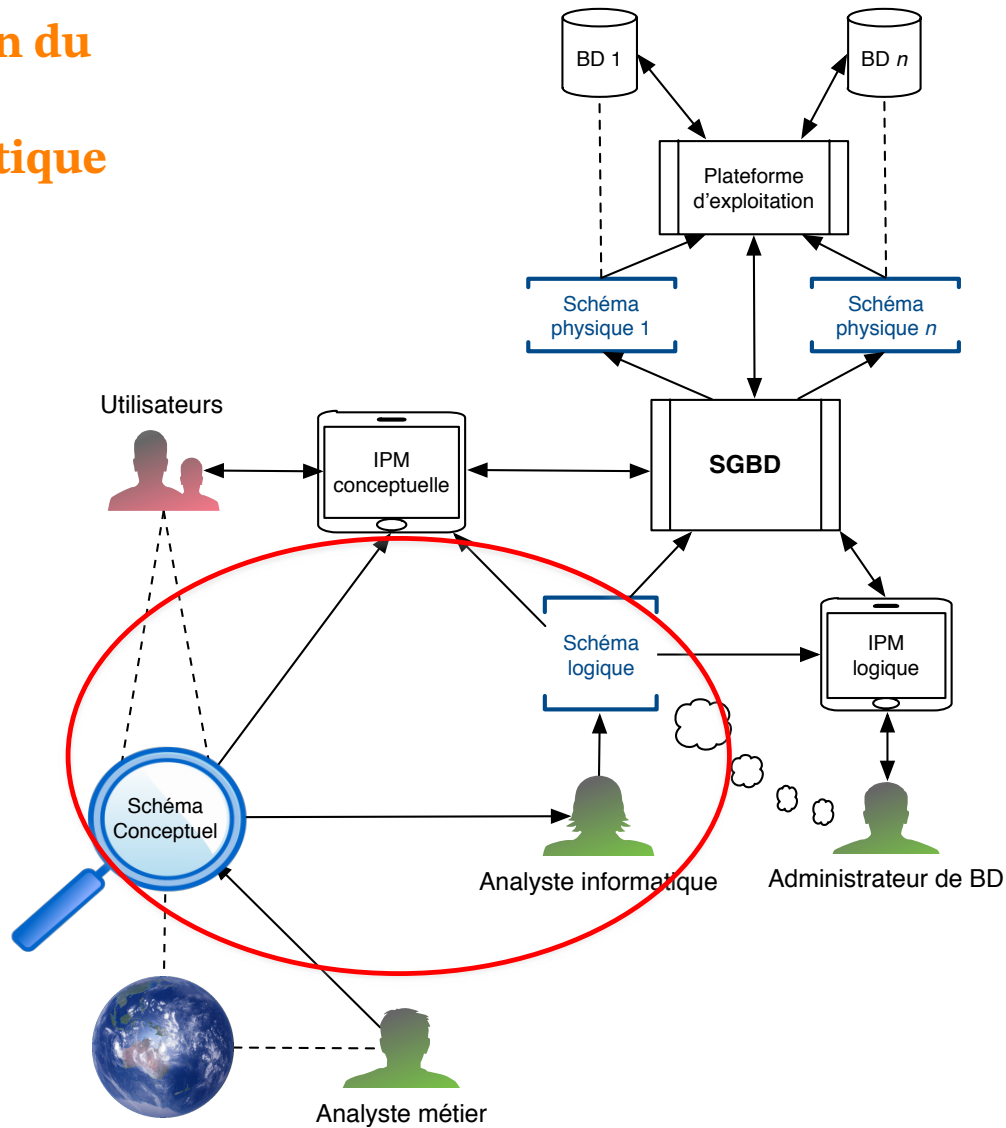 n du
tique
BD 1
BD n
Plateforme
d'exploitation
Schéma
physique 1
Schéma
physique n
Utilisateurs
IPM
conceptuelle
SGBD
Schéma
logique
IPM
logique
Schéma
Conceptuel
Analyste informatique
Administrateur de BD
Analyste métier